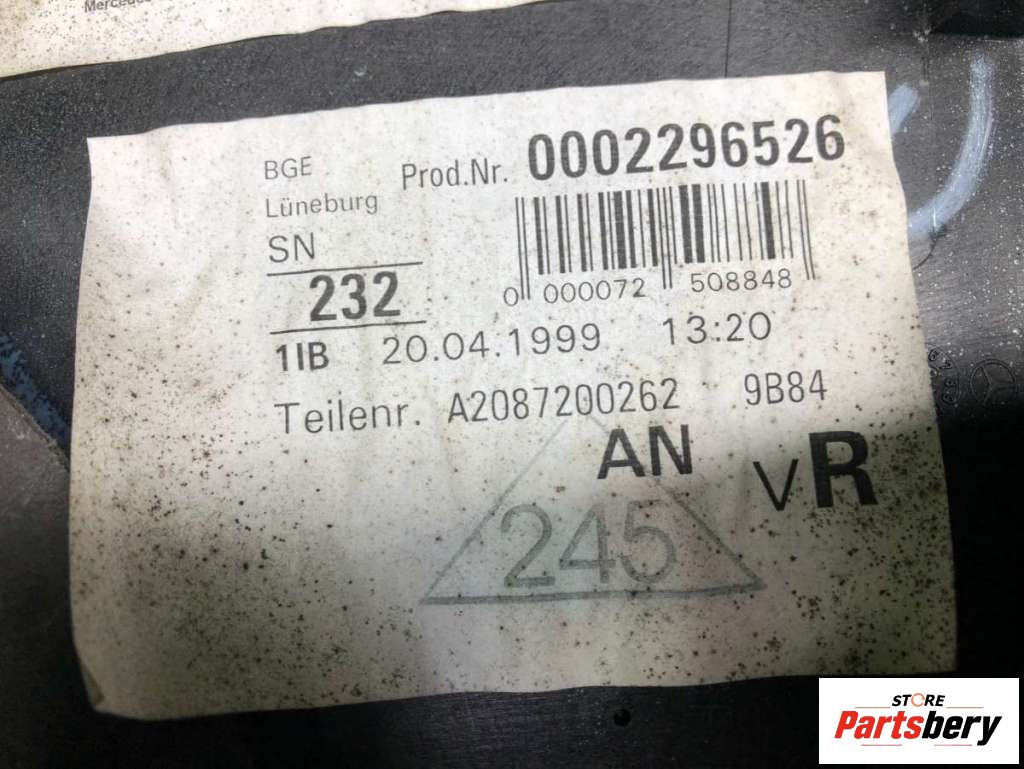 Mercedes
BGE Prod.Nr. 0002296526
Lüneburg
SN
232
0 000072 508848
1IB 20.04.1999 13:20
Teilenr. A2087200262 9B84
AN VR
245
STORE
Partsbery